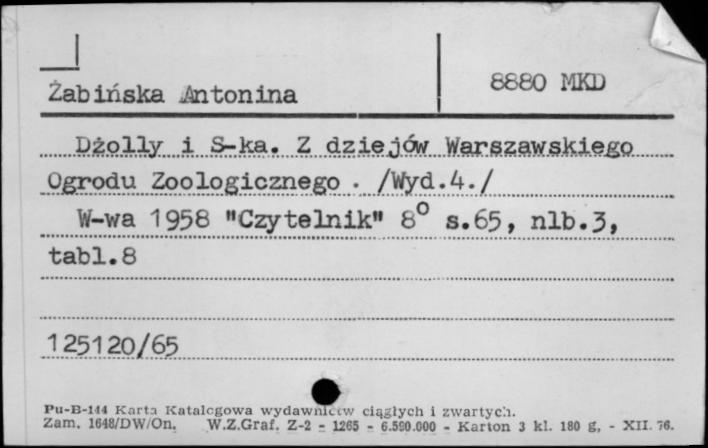 Żabińska Antonina
8880 MKD
Dżolly i S-ka. Z dziejów Warszawskiego
Ogrodu Zoologicznego . /Wyd.4./
W-wa 1958 "Czytelnik" 8° s.65, nlb.3,
tabl.8
125120/65
Pu-B-144 Karta Katalogowa wydawnictw ciągłych i zwartych.
Zam. 1648/DW/On. W.Z.Graf. Z-2 - 1265 - 6.590.000 - Karton 3 kl. 180 g, - XII. 76.